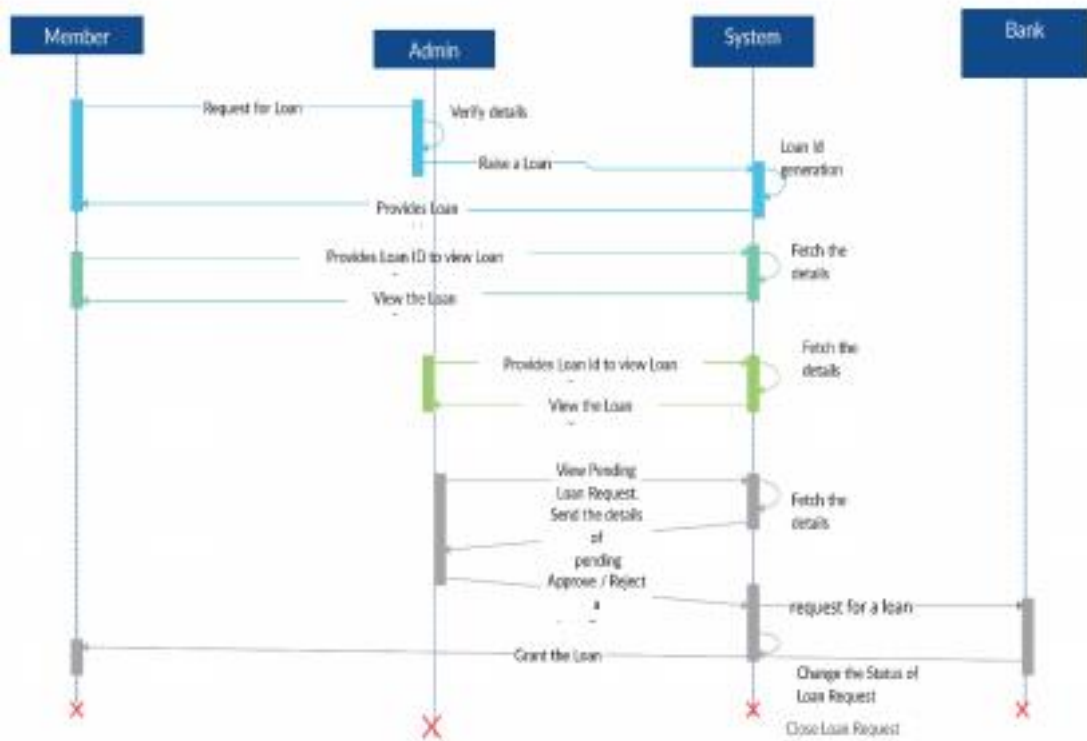 Member
Admin
System
Bank
Request for Loan
Verify details
Raise a Loan
Loan Id
generation
Provides Loan
Provides Loan ID to view Loan
Fetch the
details
View the Loan
Provides Loan Id to view Loan
Fetch the
details
View the Loan
View Pending
Loan Request.
Send the details
of
pending
Fetch the
details
Approve / Reject
a
request for a loan
Grant the Loan
Change the Status of
Loan Request
Close Loan Request